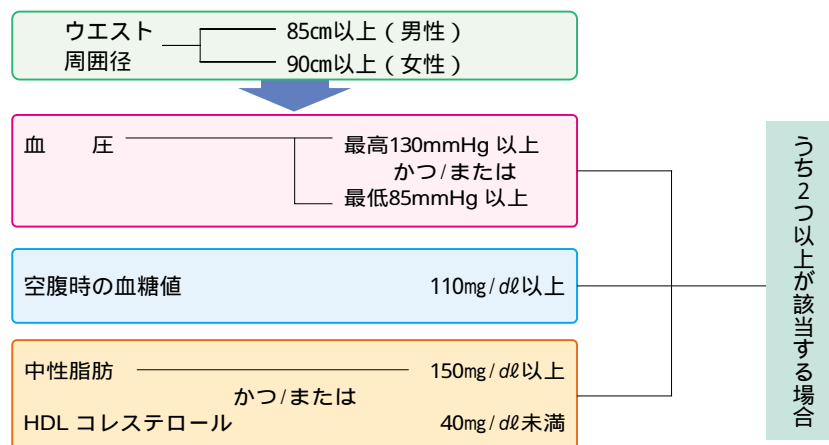 ウエスト 85㎝以上（男性）
周囲径 90㎝以上（女性）
血　圧 最高130mmHg 以上
かつ/または
最低85mmHg 以上
空腹時の血糖値 110㎎/㎗以上
中性脂肪 150㎎/㎗以上
かつ/または
HDL コレステロール 40㎎/㎗未満
うち2つ以上が該当する場合